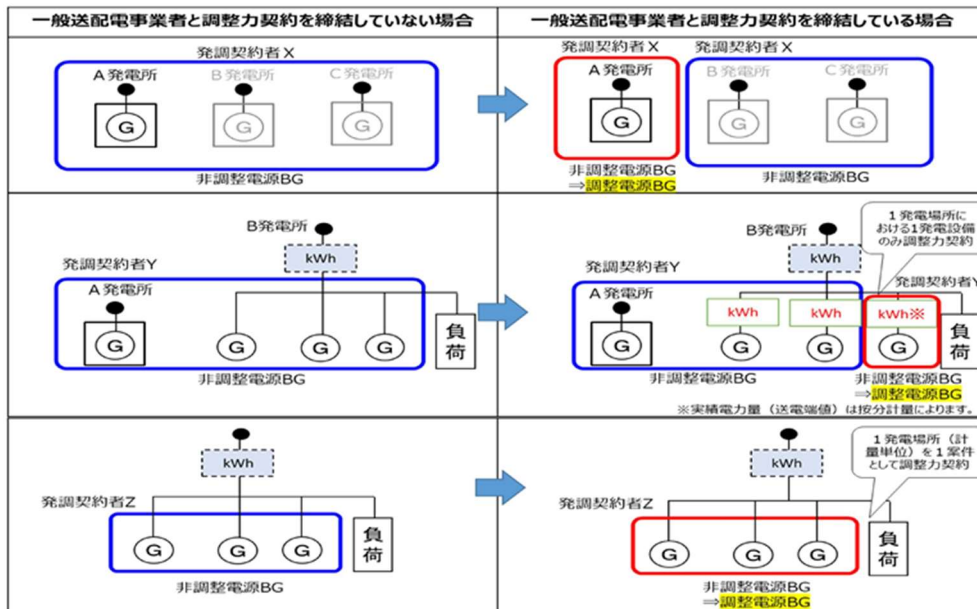 一般送配電事業者と調整力契約を締結していない場合
一般送配電事業者と調整力契約を締結している場合
発調契約者X
A発電所
B発電所
C発電所
G
G
G
非調整電源BG
発調契約者X
発調契約者X
A発電所
B発電所
C発電所
G
G
G
非調整電源BG
⇒調整電源BG
非調整電源BG
B発電所
kWh
発調契約者Y
A発電所
G
G
G
G
負荷
非調整電源BG
1発電場所に
おける1発電設備
のみ調整力契約
B発電所
kWh
発調契約者Y
発調契約者Y
A発電所
kWh
kWh
kWh※
G
G
G
G
負荷
非調整電源BG
非調整電源BG
⇒調整電源BG
※実績電力量（送電端値）は按分計量によります。
kWh
発調契約者Z
G
G
G
負荷
非調整電源BG
1発電場所（計
量単位）を1案件
として調整力契約
kWh
発調契約者Z
G
G
G
負荷
非調整電源BG
⇒調整電源BG